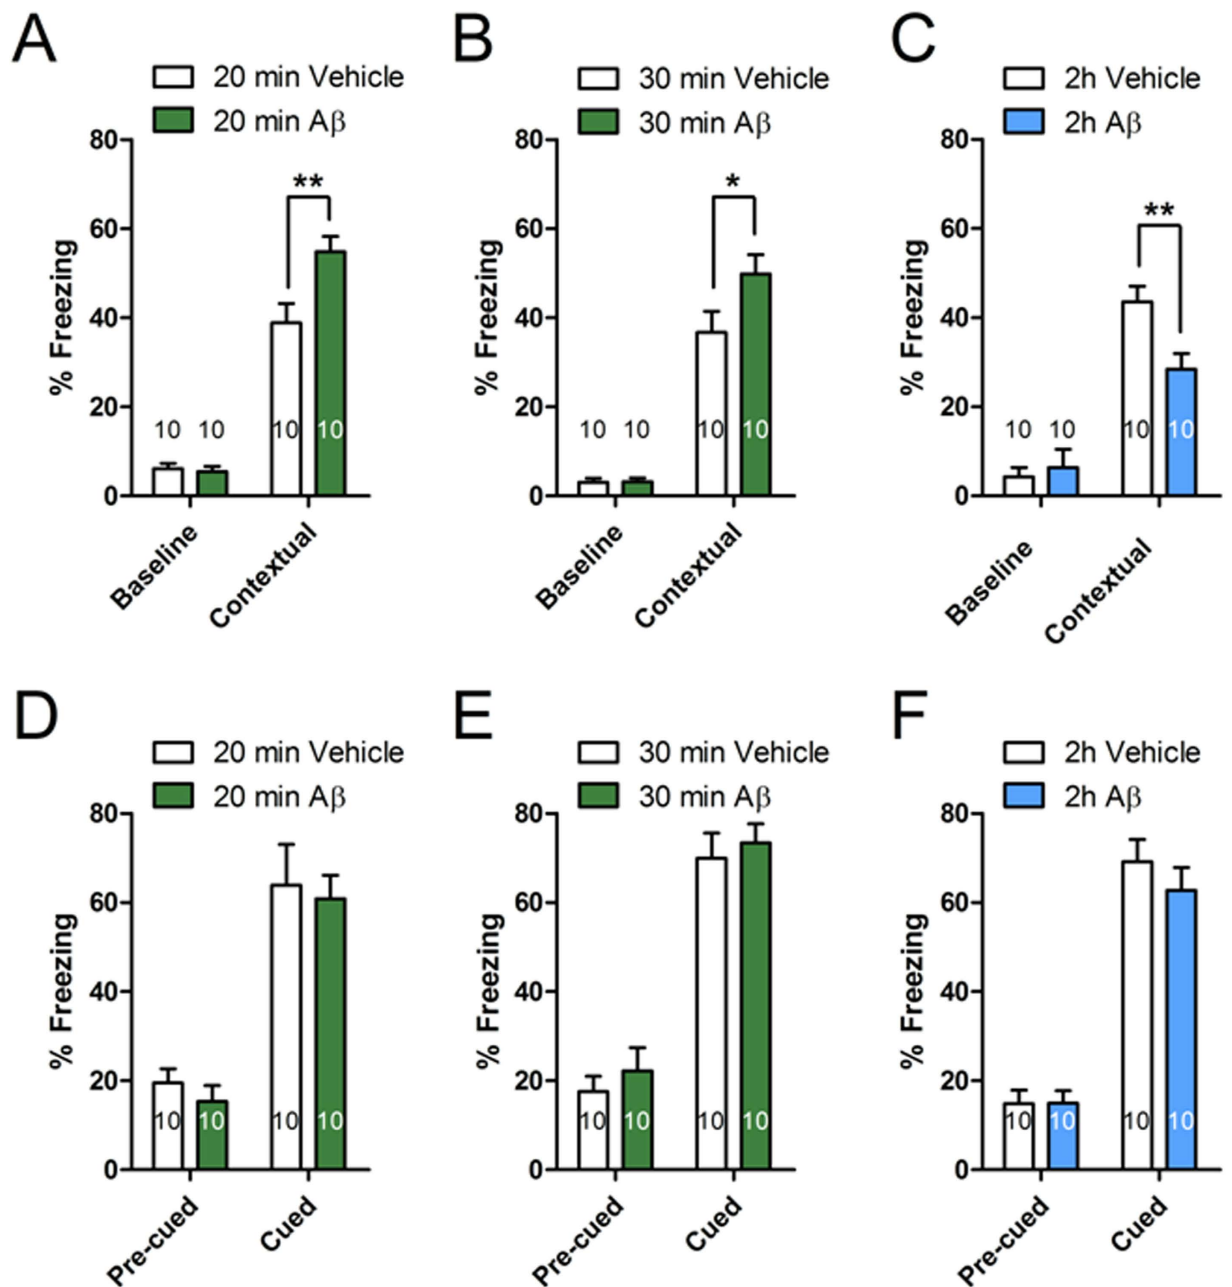 A
20 min Vehicle
20 min Aβ
80
60
40
20
0
% Freezing
**
10 10 10 10
Baseline
Contextual
B
30 min Vehicle
30 min Aβ
80
60
40
20
0
% Freezing
*
10 10 10 10
Baseline
Contextual
C
2h Vehicle
2h Aβ
80
60
40
20
0
% Freezing
**
10 10 10 10
Baseline
Contextual
D
20 min Vehicle
20 min Aβ
80
60
40
20
0
% Freezing
10 10 10 10
Pre-cued
Cued
E
30 min Vehicle
30 min Aβ
80
60
40
20
0
% Freezing
10 10 10 10
Pre-cued
Cued
F
2h Vehicle
2h Aβ
80
60
40
20
0
% Freezing
10 10 10 10
Pre-cued
Cued